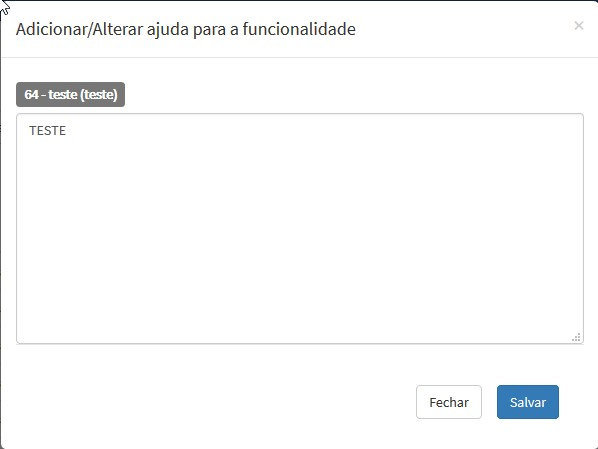 Adicionar/Alterar ajuda para a funcionalidade
×
64 - teste (teste)
TESTE
Fechar
Salvar